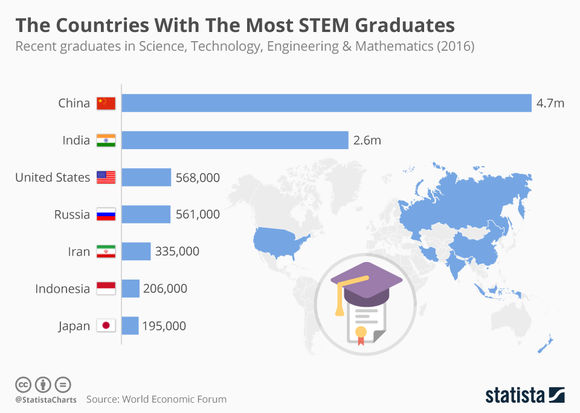 The Countries With The Most STEM Graduates
Recent graduates in Science, Technology, Engineering & Mathematics (2016)
China 4.7m
India 2.6m
United States 568,000
Russia 561,000
Iran 335,000
Indonesia 206,000
Japan 195,000
@StatistaCharts Source: World Economic Forum
statista